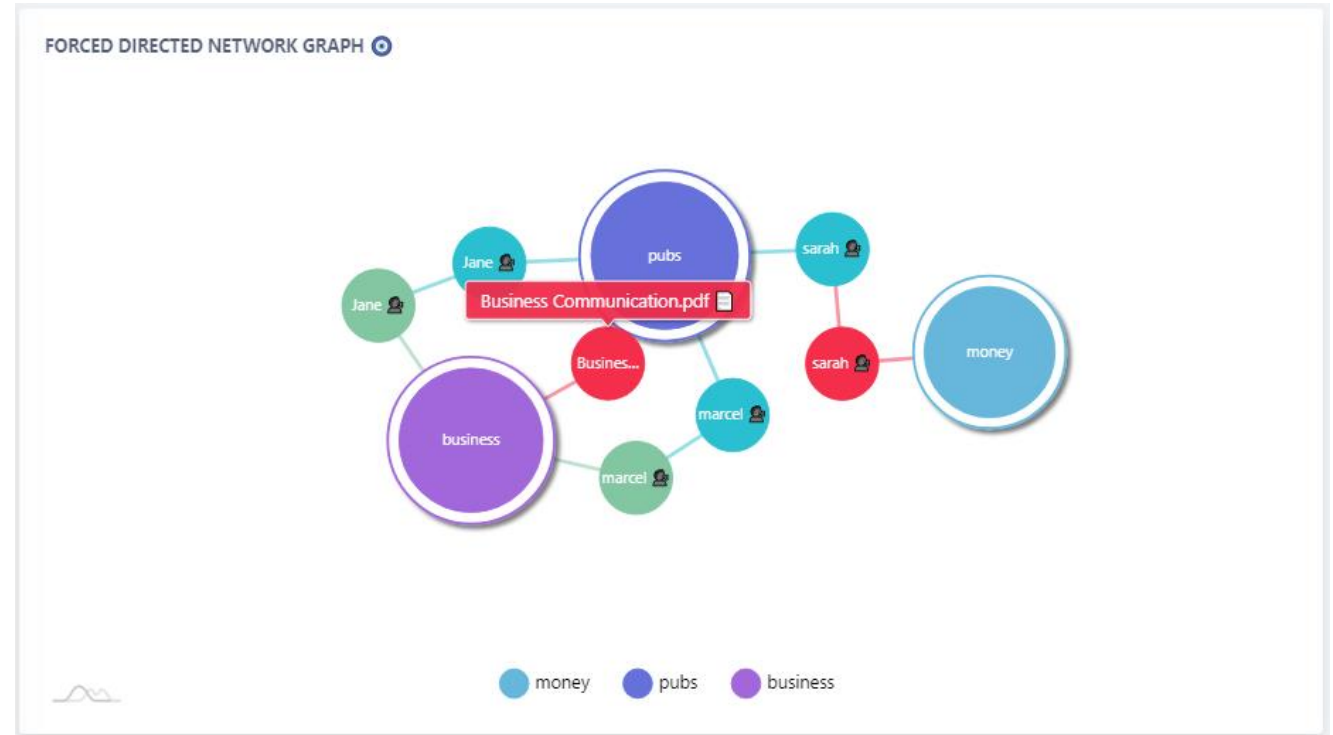 FORCED DIRECTED NETWORK GRAPH
pubs
sarah
Jane
Jane
Business Communication.pdf
money
Busines...
sarah
marcel
business
marcel
money
pubs
business